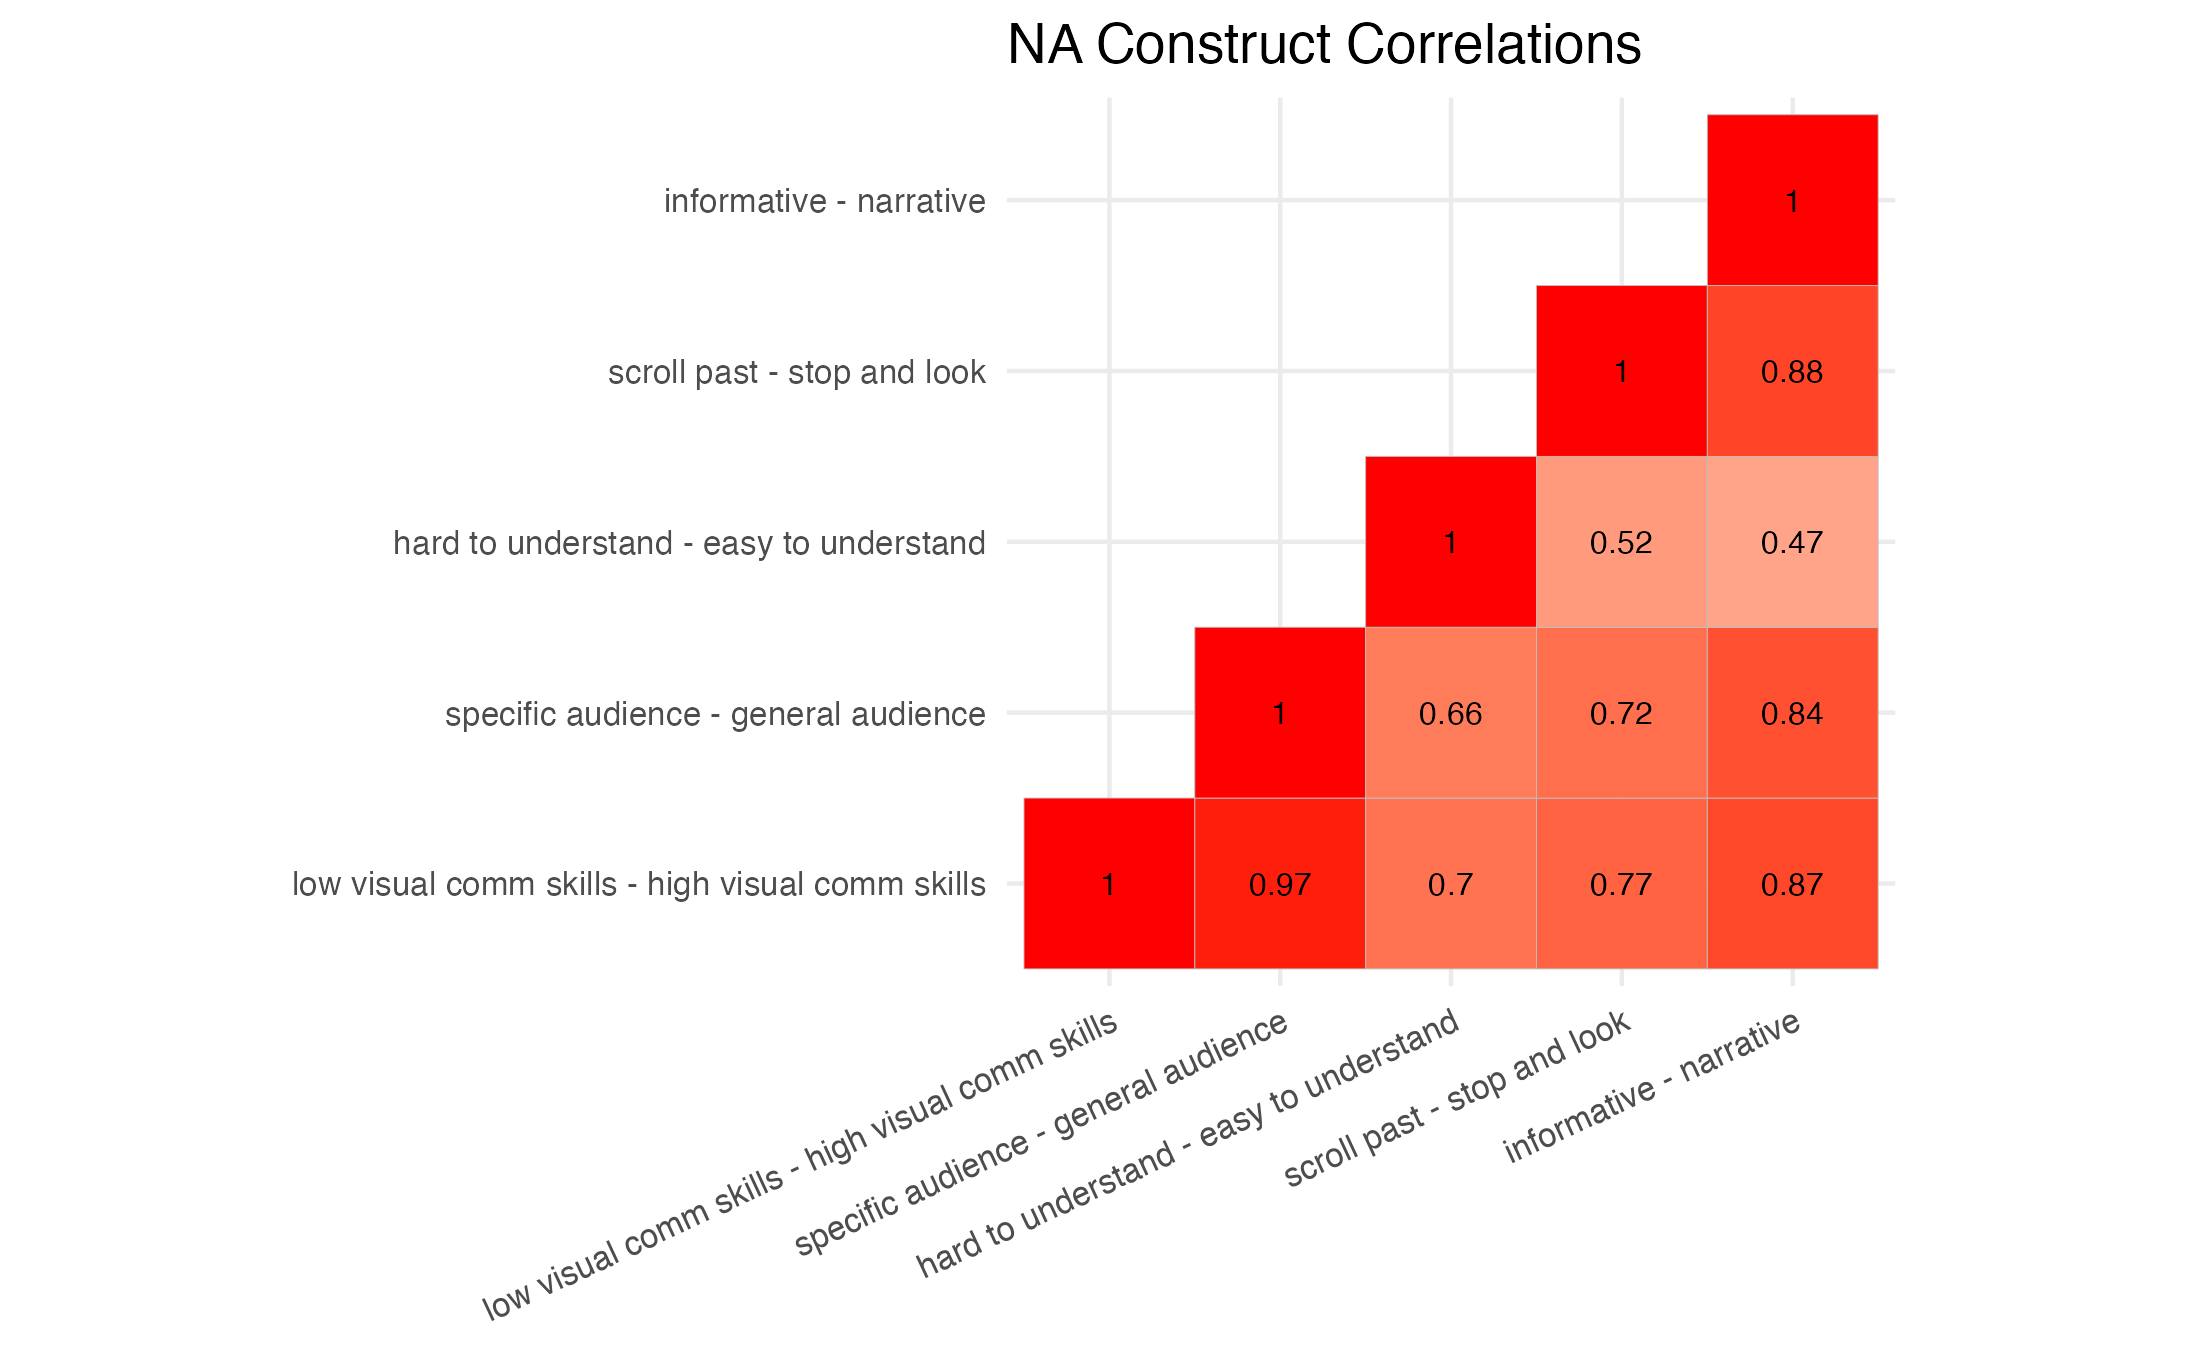 NA Construct Correlations
informative - narrative
1
scroll past - stop and look
1
0.88
hard to understand - easy to understand
1
0.52
0.47
specific audience - general audience
1
0.66
0.72
0.84
low visual comm skills - high visual comm skills
1
0.97
0.7
0.77
0.87
low visual comm skills - high visual comm skills
specific audience - general audience
hard to understand - easy to understand
scroll past - stop and look
informative - narrative